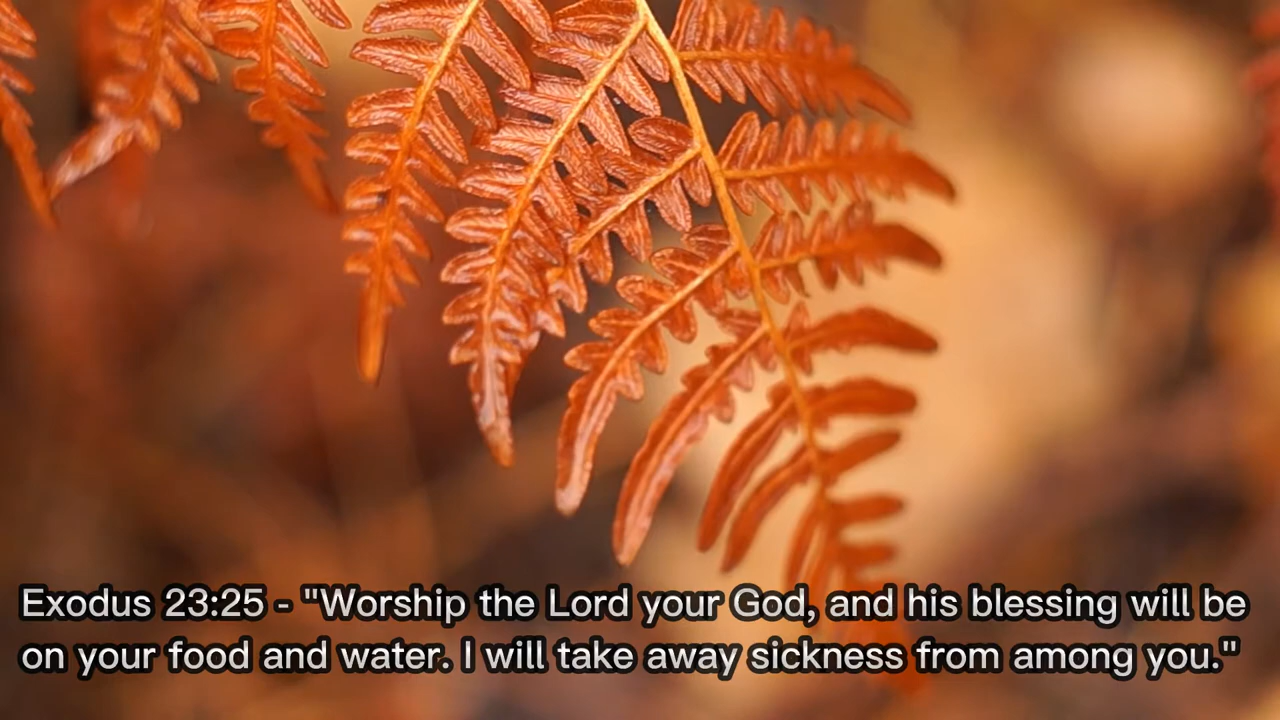 Exodus 23:25 - "Worship the Lord your God, and his blessing will be
on your food and water. I will take away sickness from among you."